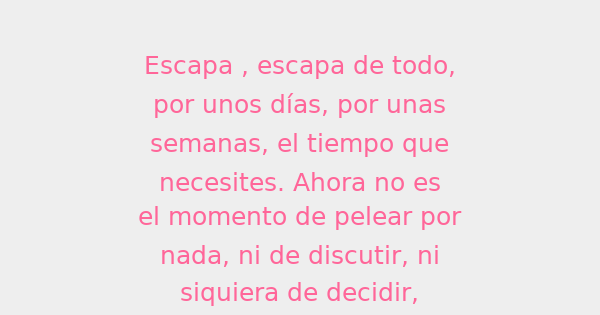 Escapa , escapa de todo,
por unos días, por unas
semanas, el tiempo que
necesites. Ahora no es
el momento de pelear por
nada, ni de discutir, ni
siquiera de decidir,